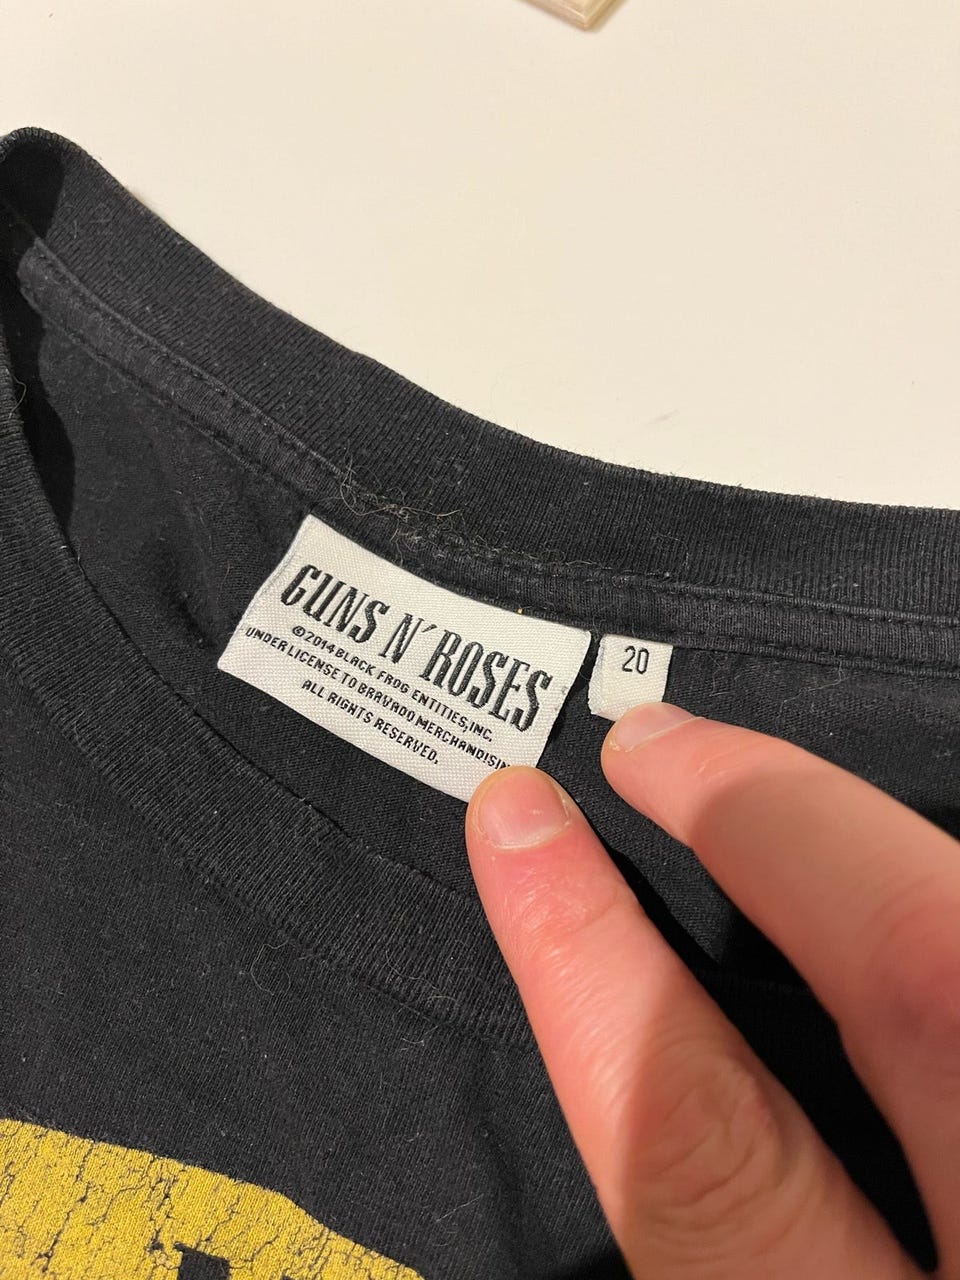 GUNS N´ROSES
©2014 BLACK FROG ENTITIES, INC.
UNDER LICENSE TO BRAVADO MERCHANDISIN
ALL RIGHTS RESERVED.
20